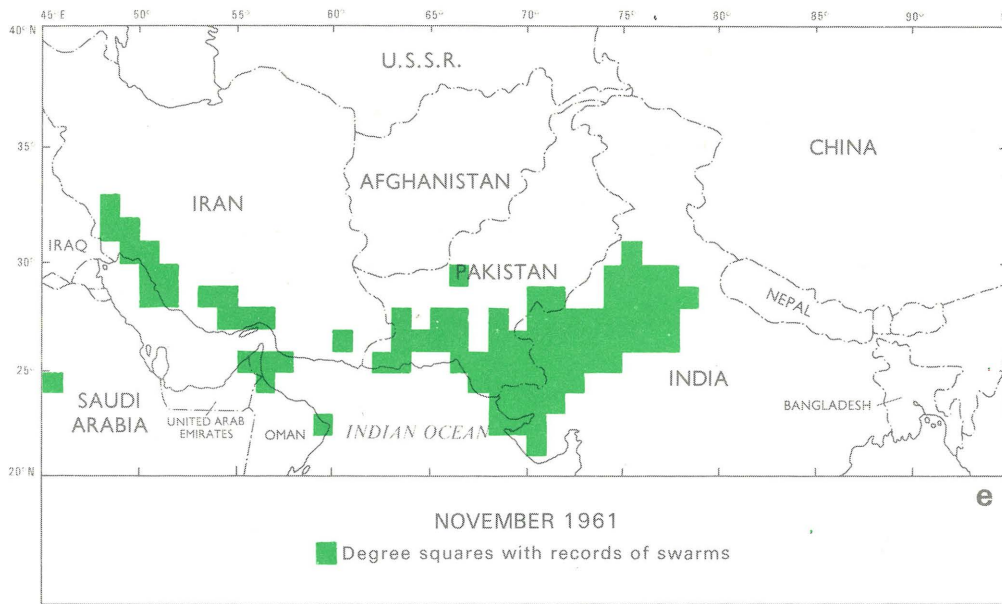 45° E 50° 55° 60° 65° 70° 75° 80° 85° 90°
40° N
U.S.S.R.
35°
CHINA
AFGHANISTAN
IRAN
IRAQ
30°
PAKISTAN
NEPAL
25°
INDIA
SAUDI
ARABIA
UNITED ARAB
EMIRATES
OMAN
INDIAN OCEAN
BANGLADESH
20° N
e
NOVEMBER 1961
Degree squares with records of swarms